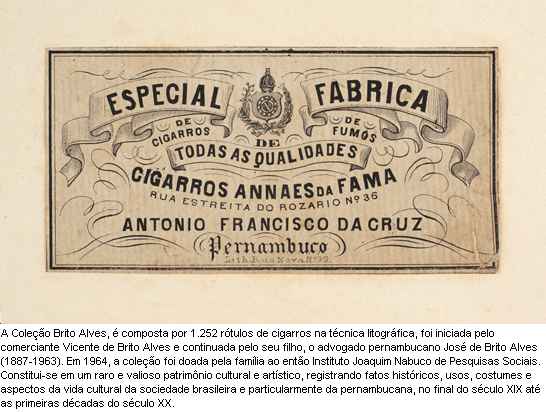 ESPECIAL FABRICA
DE CIGARROS DE FUMOS
DE
TODAS AS QUALIDADES
CIGARROS ANNAES DA FAMA
RUA ESTREITA DO ROZARIO Nº 36
ANTONIO FRANCISCO DA CRUZ
(Pernambuco)
Lith. Rua Nova Nº
A Coleção Brito Alves, é composta por 1.252 rótulos de cigarros na técnica litográfica, foi iniciada pelo
comerciante Vicente de Brito Alves e continuada pelo seu filho, o advogado pernambucano José de Brito Alves
(1887-1963). Em 1964, a coleção foi doada pela família ao então Instituto Joaquim Nabuco de Pesquisas Sociais.
Constitui-se em um raro e valioso patrimônio cultural e artístico, registrando fatos históricos, usos, costumes e
aspectos da vida cultural da sociedade brasileira e particularmente da pernambucana, no final do século XIX até
as primeiras décadas do século XX.